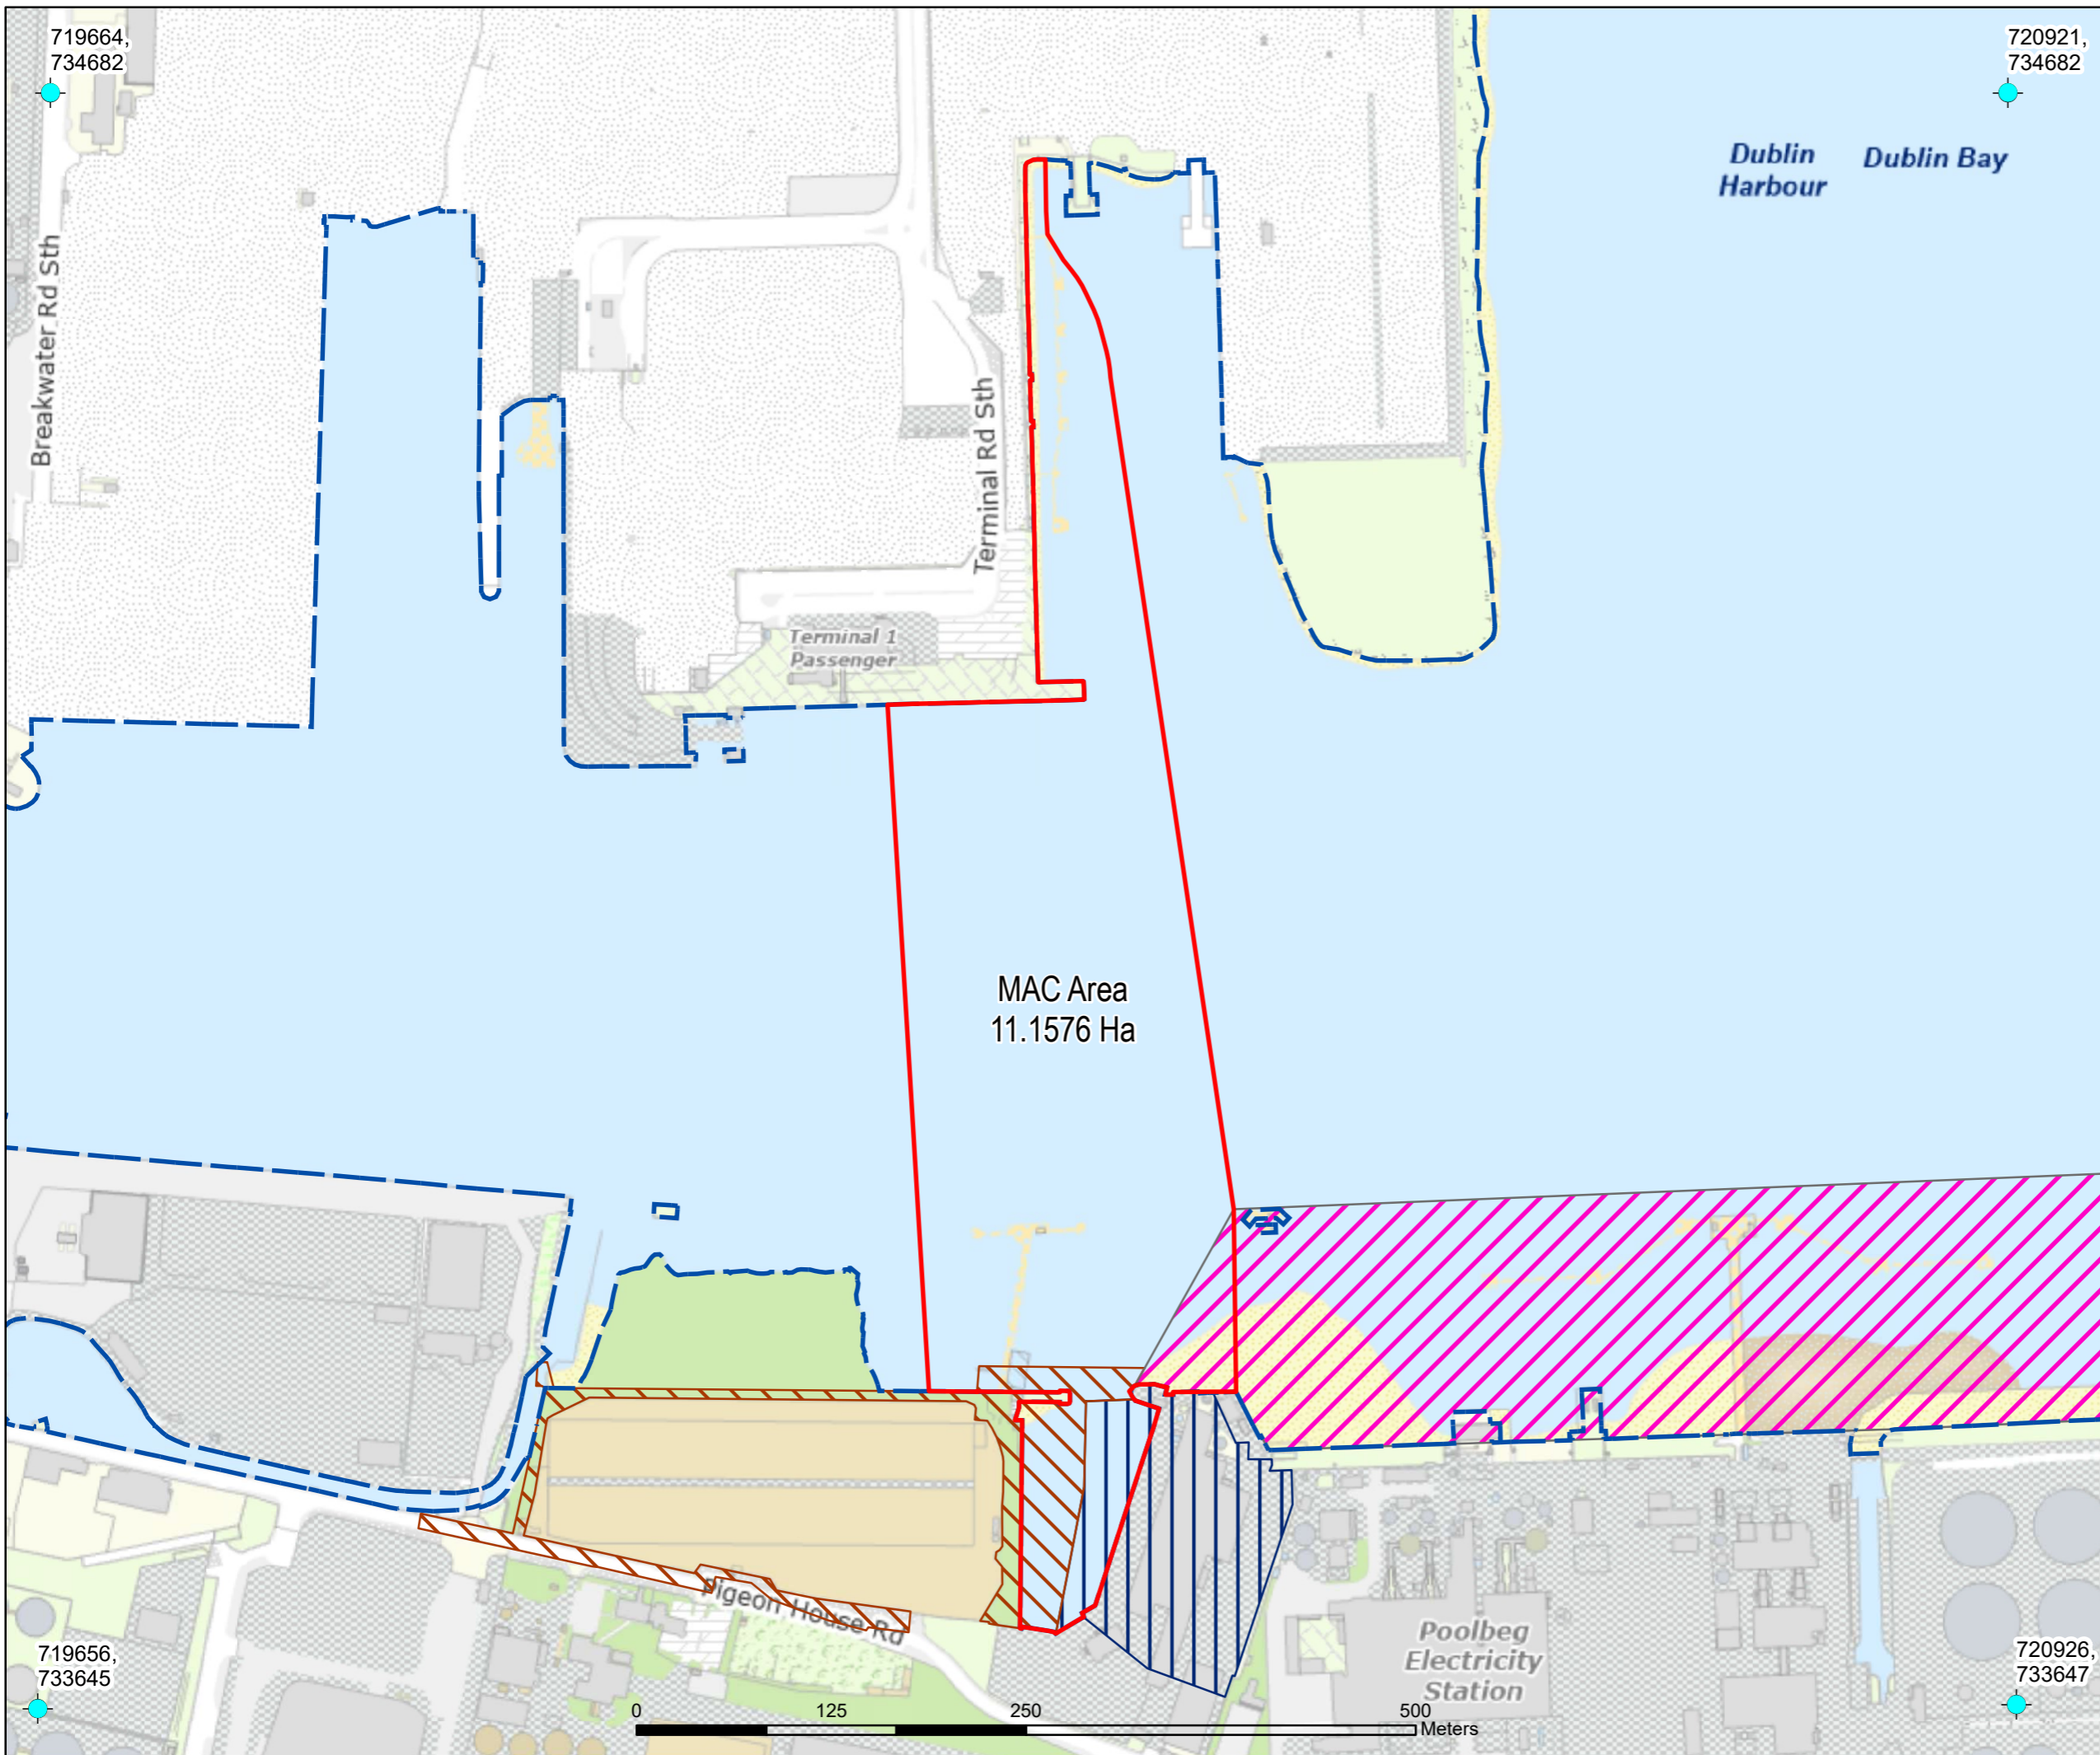 719664,
734682
720921,
734682
Dublin
Harbour
Dublin Bay
Breakwater Rd Sth
Terminal Rd Sth
Terminal 1
Passenger
MAC Area
11.1576 Ha
Pigeon House Rd
Poolbeg
Electricity
Station
719656,
733645
720926,
733647
0 125 250 500
Meters